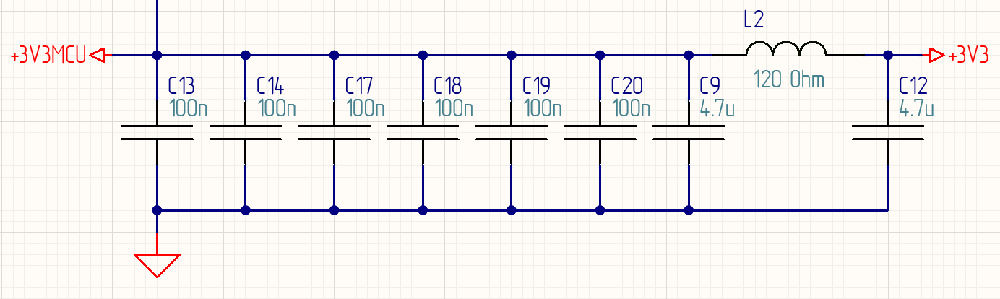 L2
+3V3MCU
+3V3
120 Ohm
C13
100n
C14
100n
C17
100n
C18
100n
C19
100n
C20
100n
C9
4.7u
C12
4.7u